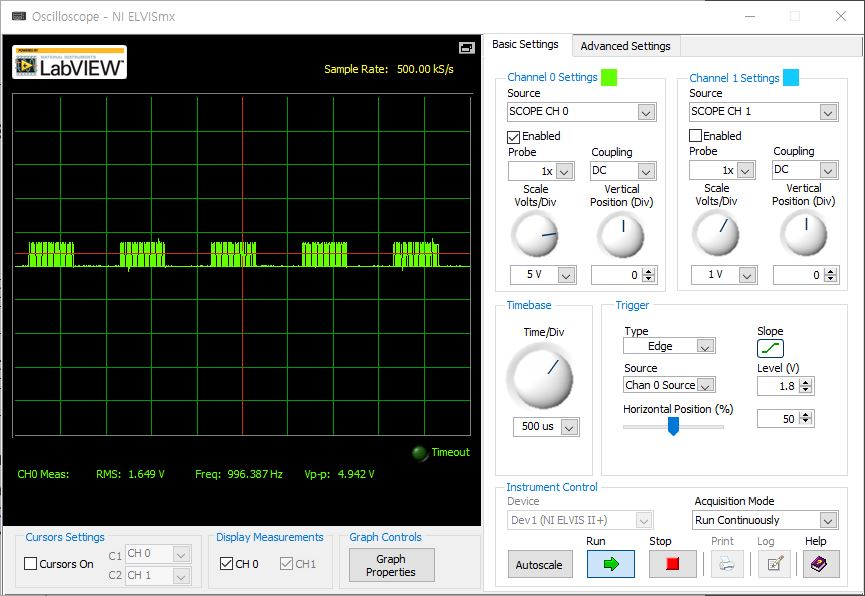 Oscilloscope - NI ELVISmx
POWERED BY
NATIONAL INSTRUMENTS
LabVIEW™
Sample Rate: 500.00 kS/s
Timeout
CH0 Meas: RMS: 1.649 V Freq: 996.387 Hz Vp-p: 4.942 V
Cursors Settings
Cursors On
C1 CH 0
C2 CH 1
Display Measurements
CH 0 CH1
Graph Controls
Graph
Properties
Basic Settings Advanced Settings
Channel 0 Settings
Source
SCOPE CH 0
Enabled
Probe Coupling
1x DC
Scale Vertical
Volts/Div Position (Div)
5 V 0
Channel 1 Settings
Source
SCOPE CH 1
Enabled
Probe Coupling
1x DC
Scale Vertical
Volts/Div Position (Div)
1 V 0
Timebase
Time/Div
500 us
Trigger
Type Slope
Edge
Source Level (V)
Chan 0 Source 1.8
Horizontal Position (%)
50
Instrument Control
Device Acquisition Mode
Dev1 (NI ELVIS II+) Run Continuously
Run Stop Print Log Help
Autoscale